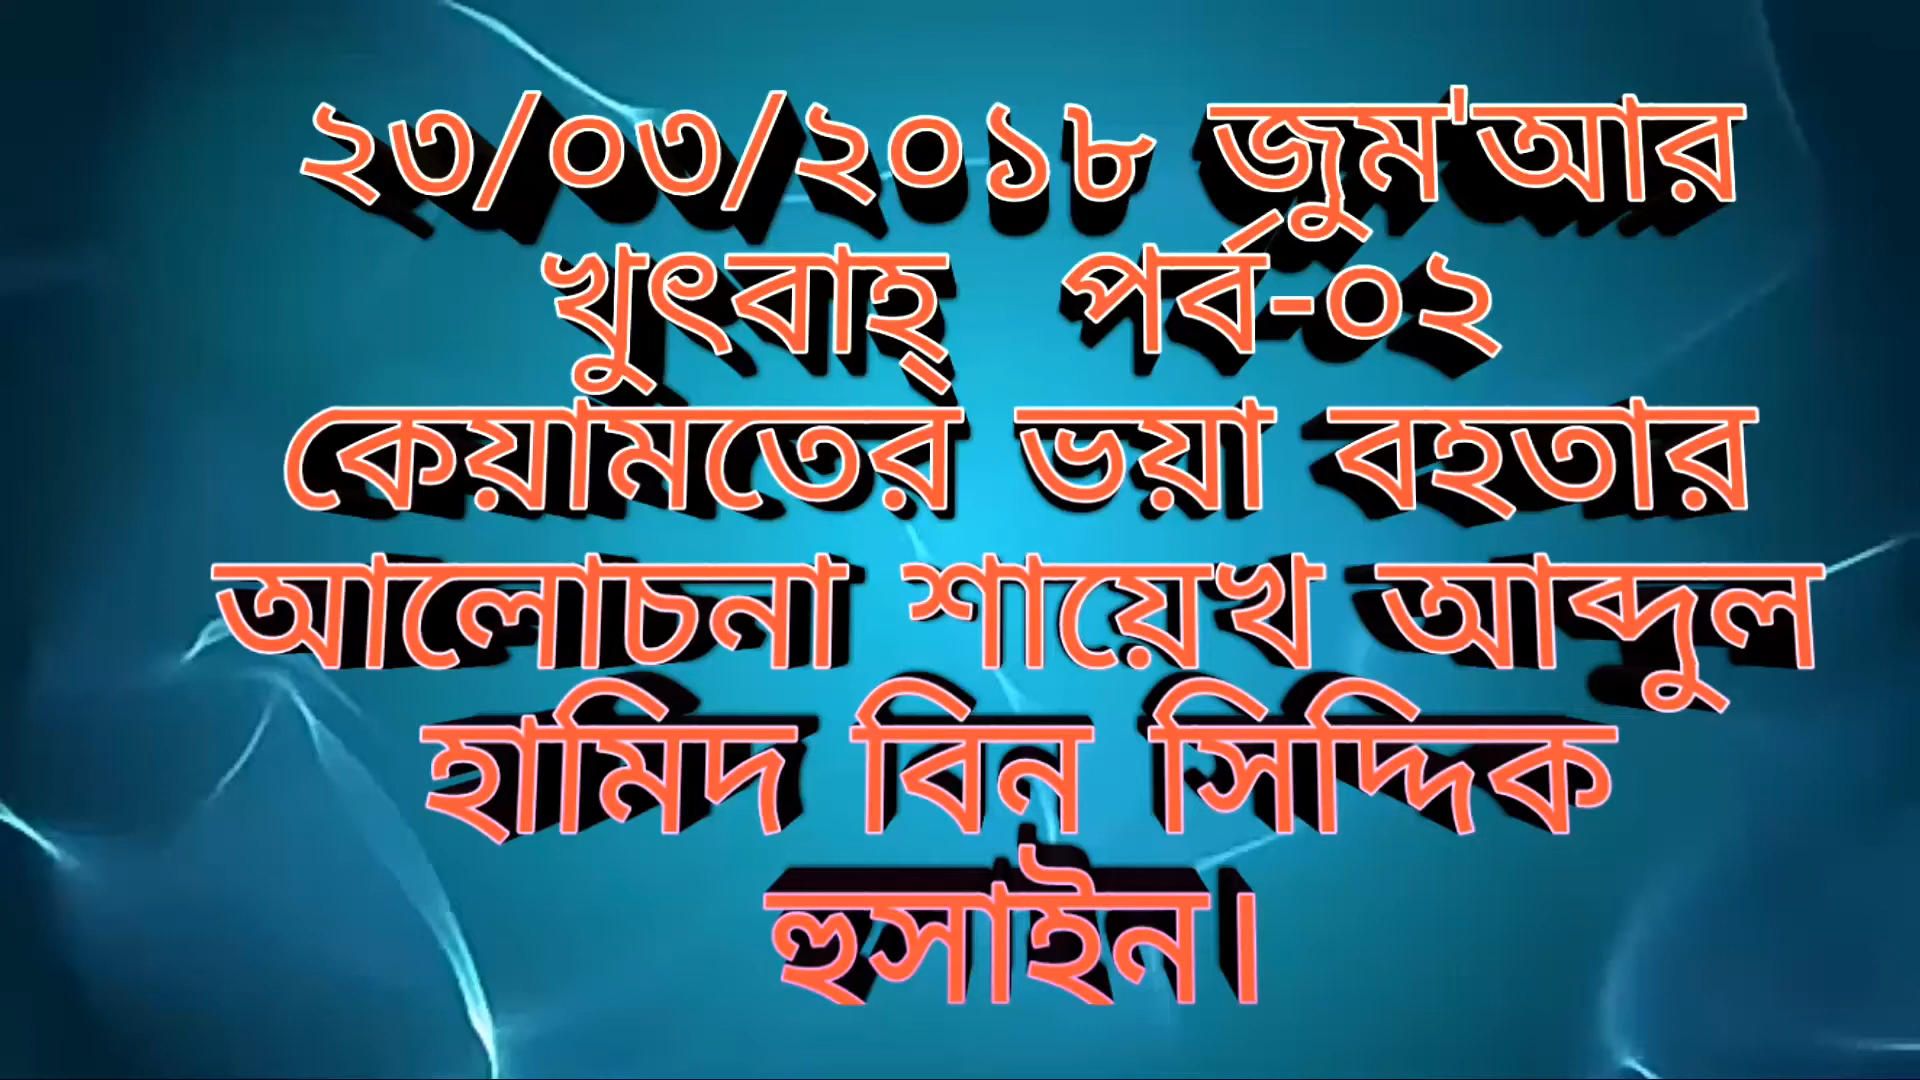 ২৩/০৩/২০১৮ জুম'আর
খুৎবাহ্ পর্ব-০২
কেয়ামতের ভয়া বহতার
আলোচনা শায়েখ আব্দুল
হামিদ বিন সিদ্দিক
হুসাইন।